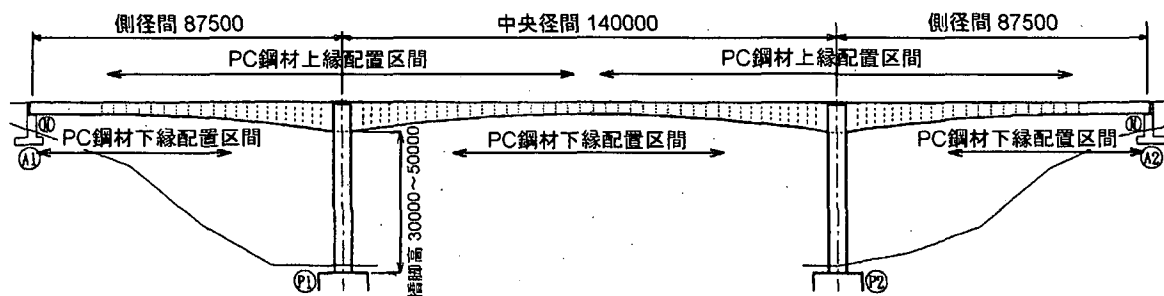 側径間 87500
中央径間 140000
側径間 87500
PC鋼材上縁配置区間
PC鋼材上縁配置区間
M
M
PC鋼材下縁配置区間
PC鋼材下縁配置区間
PC鋼材下縁配置区間
A1
A2
橋脚高 30000~50000
P1
P2